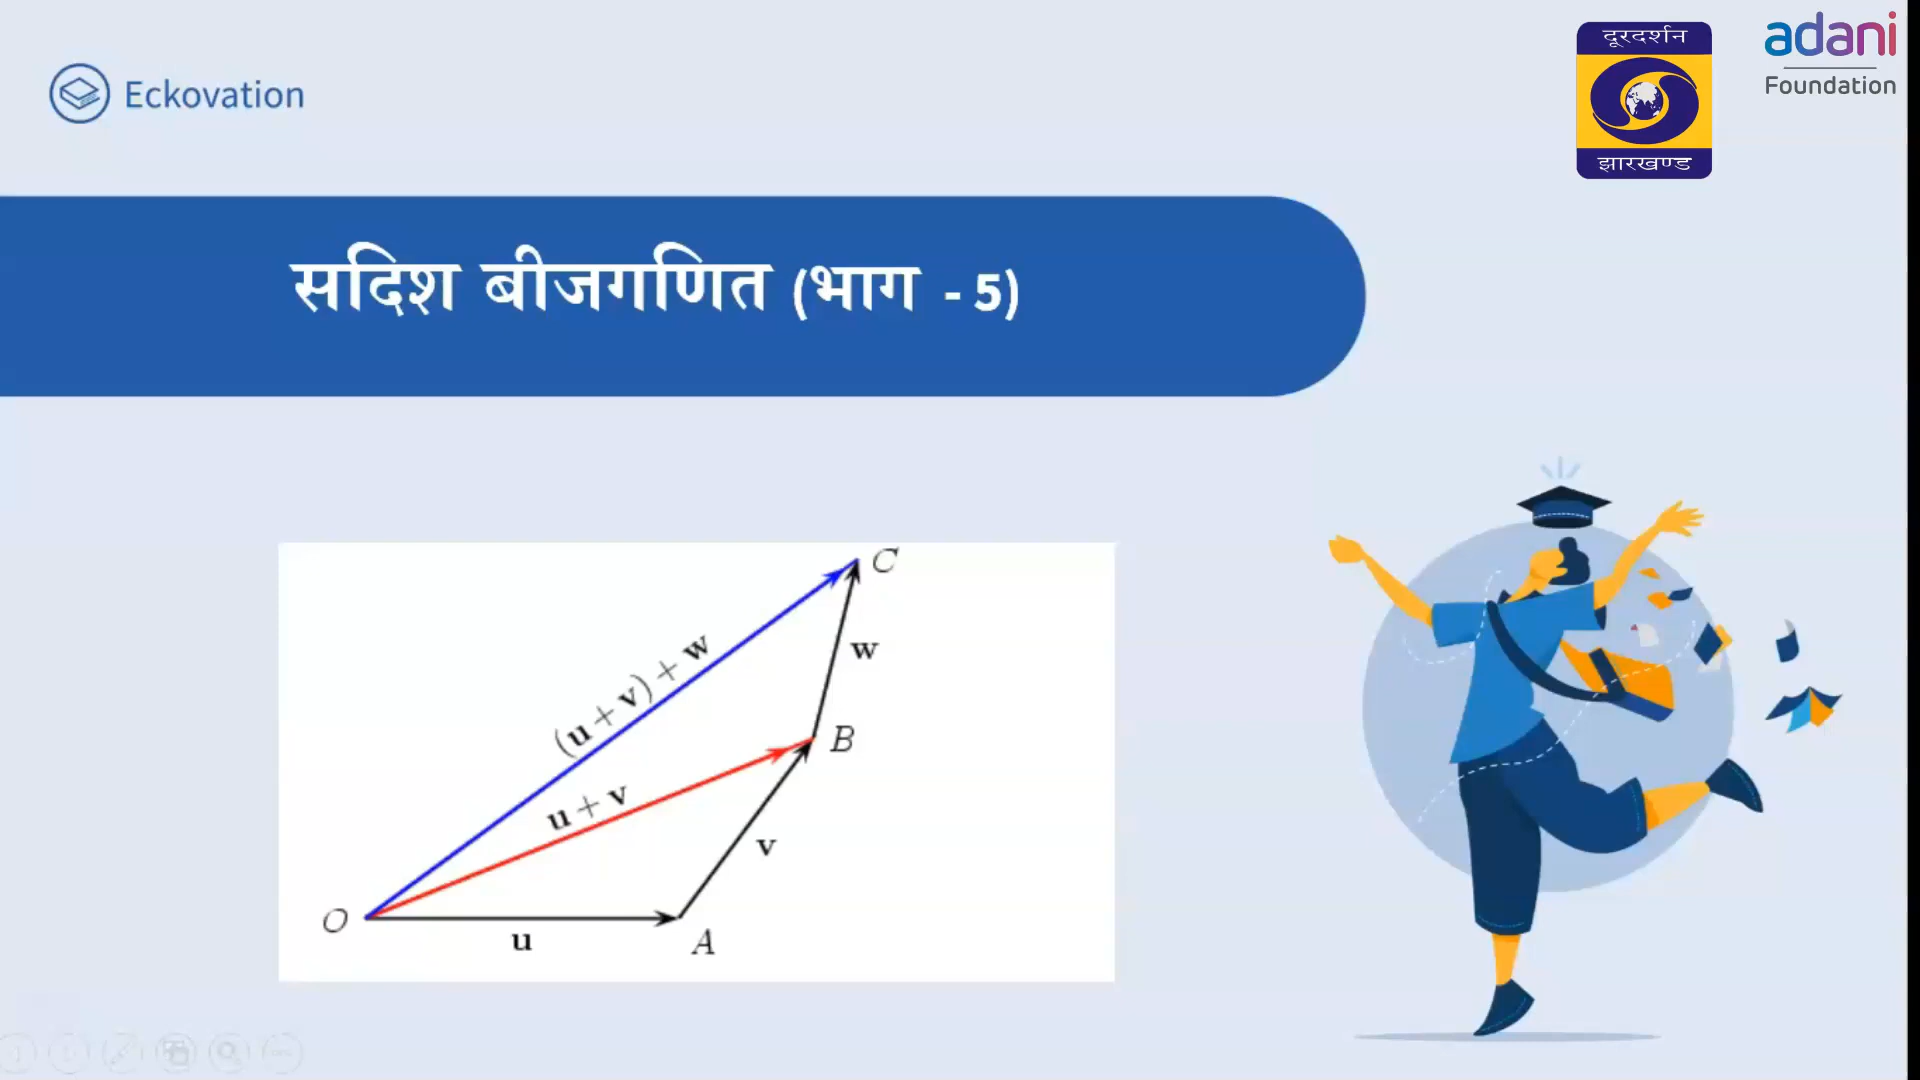 Eckovation
दूरदर्शन
झारखण्ड
adani
Foundation
सदिश बीजगणित (भाग - 5)
C
w
(u + v) + w
B
u + v
v
O
u
A